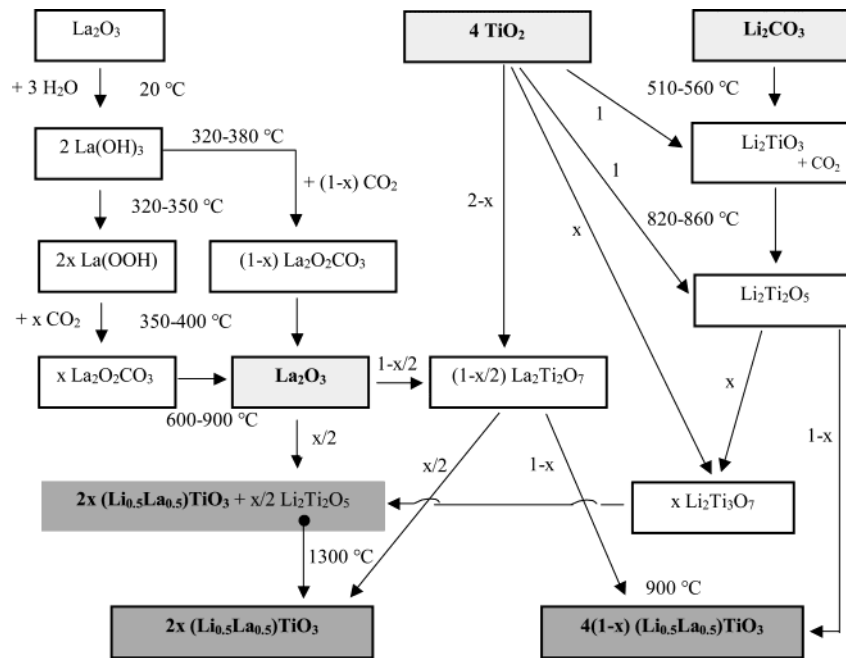 La₂O₃
4 TiO₂
Li₂CO₃
+ 3 H₂O
20 °C
510-560 °C
1
2 La(OH)₃
320-380 °C
Li₂TiO₃
+ CO₂
+ (1-x) CO₂
1
320-350 °C
2-x
x
820-860 °C
2x La(OOH)
(1-x) La₂O₂CO₃
Li₂Ti₂O₅
+ x CO₂
350-400 °C
x La₂O₂CO₃
La₂O₃
1-x/2
(1-x/2) La₂Ti₂O₇
x
600-900 °C
x/2
x/2
1-x
1-x
2x (Li₀.₅La₀.₅)TiO₃ + x/2 Li₂Ti₂O₅
x Li₂Ti₃O₇
1300 °C
900 °C
2x (Li₀.₅La₀.₅)TiO₃
4(1-x) (Li₀.₅La₀.₅)TiO₃